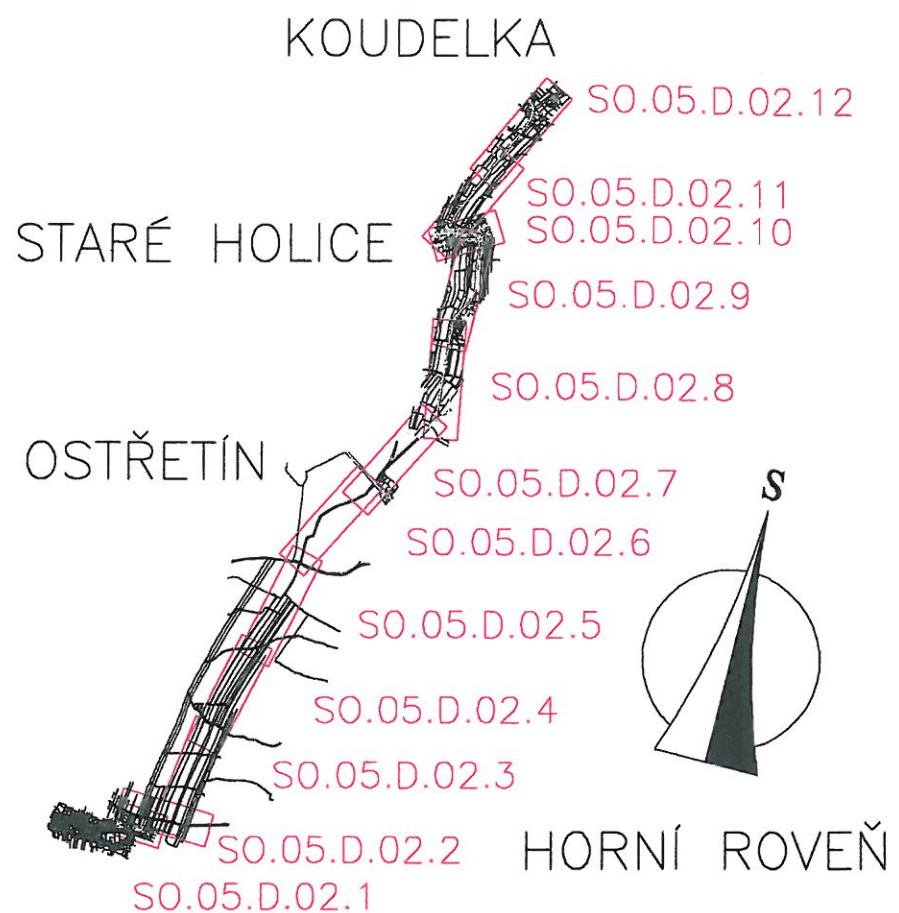 KOUDELKA
SO.05.D.02.12
SO.05.D.02.11
STARÉ HOLICE
SO.05.D.02.10
SO.05.D.02.9
SO.05.D.02.8
OSTŘETÍN
SO.05.D.02.7
S
SO.05.D.02.6
SO.05.D.02.5
SO.05.D.02.4
SO.05.D.02.3
SO.05.D.02.2
HORNÍ ROVEŇ
SO.05.D.02.1